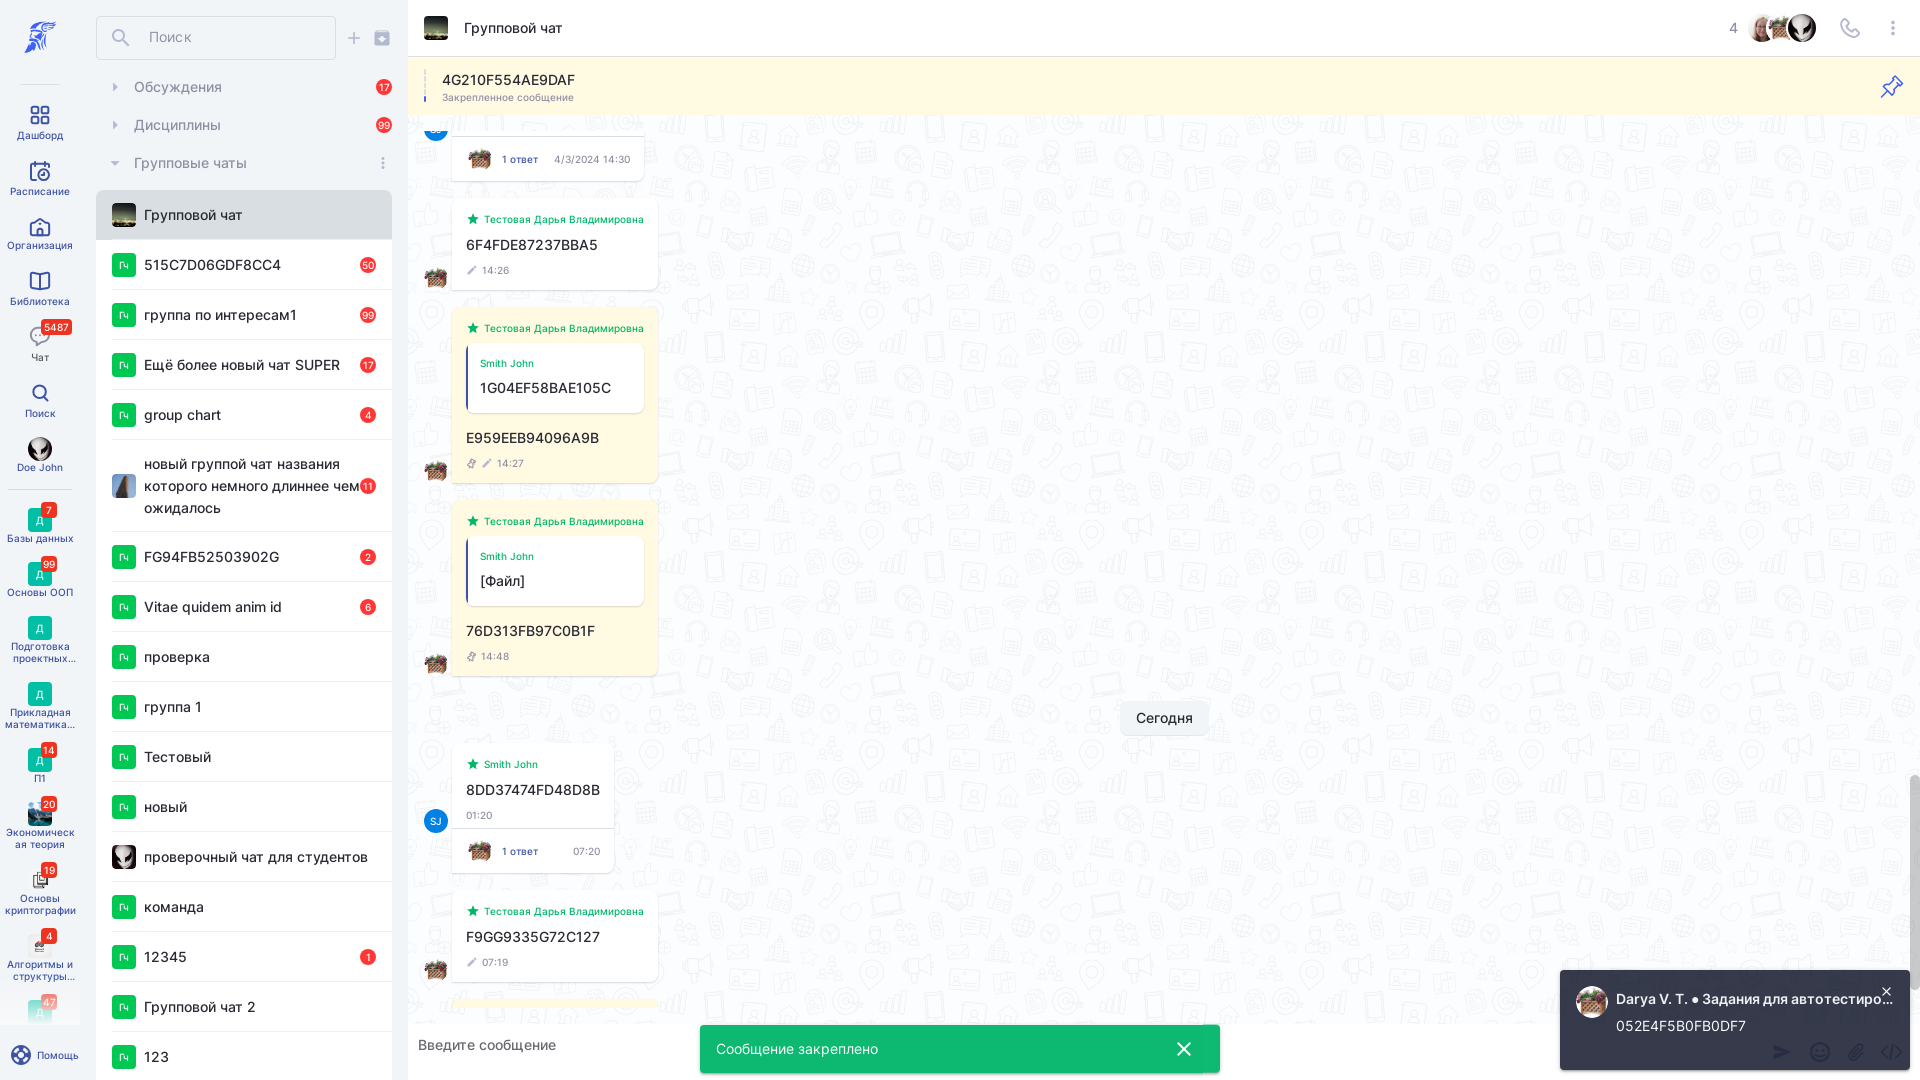 Поиск
Обсуждения
17
Дисциплины
99
Групповые чаты
Дашборд
Расписание
Организация
Библиотека
5487
Чат
Поиск
Doe John
7
Д
Базы данных
99
Д
Основы ООП
Д
Подготовка
проектных...
Д
Прикладная
математика...
14
Д
П1
20
Экономическ
ая теория
19
Основы
криптографии
4
Алгоритмы и
структуры...
47
Д
Помощь
Групповой чат
Гч 515C7D06GDF8CC4 50
Гч группа по интересам1 99
Гч Ещё более новый чат SUPER 17
Гч group chart 4
новый группой чат названия
которого немного длиннее чем 11
ожидалось
Гч FG94FB52503902G 2
Гч Vitae quidem anim id 6
Гч проверка
Гч группа 1
Гч Тестовый
Гч новый
проверочный чат для студентов
Гч команда
Гч 12345 1
Гч Групповой чат 2
Гч 123
Групповой чат 4
4G210F554AE9DAF
Закрепленное сообщение
1 ответ 4/3/2024 14:30
Тестовая Дарья Владимировна
6F4FDE87237BBA5
14:26
Тестовая Дарья Владимировна
Smith John
1G04EF58BAE105C
E959EEB94096A9B
14:27
Тестовая Дарья Владимировна
Smith John
[Файл]
76D313FB97C0B1F
14:48
Сегодня
Smith John
8DD37474FD48D8B
01:20
SJ
1 ответ 07:20
Тестовая Дарья Владимировна
F9GG9335G72C127
07:19
Введите сообщение
Сообщение закреплено
Darya V. T. ● Задания для автотестиро...
052E4F5B0FB0DF7